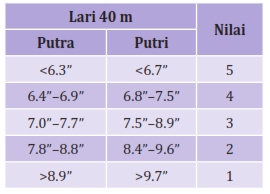 Lari 40 m
Nilai
Putra Putri
<6.3” <6.7” 5
6.4”–6.9” 6.8”–7.5” 4
7.0”–7.7” 7.5”–8.9” 3
7.8”–8.8” 8.4”–9.6” 2
>8.9” >9.7” 1